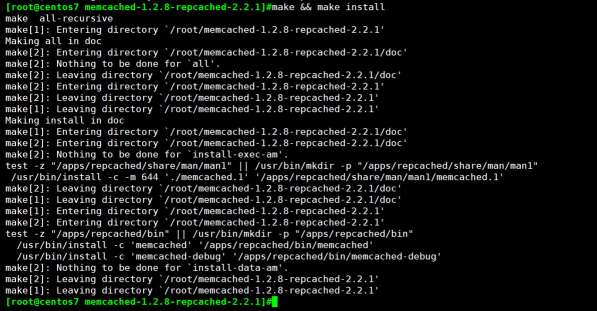 [root@centos7 memcached-1.2.8-repcached-2.2.1]#make && make install
make  all-recursive
make[1]: Entering directory `/root/memcached-1.2.8-repcached-2.2.1'
Making all in doc
make[2]: Entering directory `/root/memcached-1.2.8-repcached-2.2.1/doc'
make[2]: Nothing to be done for `all'.
make[2]: Leaving directory `/root/memcached-1.2.8-repcached-2.2.1/doc'
make[2]: Entering directory `/root/memcached-1.2.8-repcached-2.2.1'
make[2]: Leaving directory `/root/memcached-1.2.8-repcached-2.2.1'
make[1]: Leaving directory `/root/memcached-1.2.8-repcached-2.2.1'
Making install in doc
make[1]: Entering directory `/root/memcached-1.2.8-repcached-2.2.1/doc'
make[2]: Entering directory `/root/memcached-1.2.8-repcached-2.2.1/doc'
make[2]: Nothing to be done for `install-exec-am'.
test -z "/apps/repcached/share/man/man1" || /usr/bin/mkdir -p "/apps/repcached/share/man/man1"
 /usr/bin/install -c -m 644 './memcached.1' '/apps/repcached/share/man/man1/memcached.1'
make[2]: Leaving directory `/root/memcached-1.2.8-repcached-2.2.1/doc'
make[1]: Leaving directory `/root/memcached-1.2.8-repcached-2.2.1/doc'
make[1]: Entering directory `/root/memcached-1.2.8-repcached-2.2.1'
make[2]: Entering directory `/root/memcached-1.2.8-repcached-2.2.1'
test -z "/apps/repcached/bin" || /usr/bin/mkdir -p "/apps/repcached/bin"
  /usr/bin/install -c 'memcached' '/apps/repcached/bin/memcached'
  /usr/bin/install -c 'memcached-debug' '/apps/repcached/bin/memcached-debug'
make[2]: Nothing to be done for `install-data-am'.
make[2]: Leaving directory `/root/memcached-1.2.8-repcached-2.2.1'
make[1]: Leaving directory `/root/memcached-1.2.8-repcached-2.2.1'
[root@centos7 memcached-1.2.8-repcached-2.2.1]#